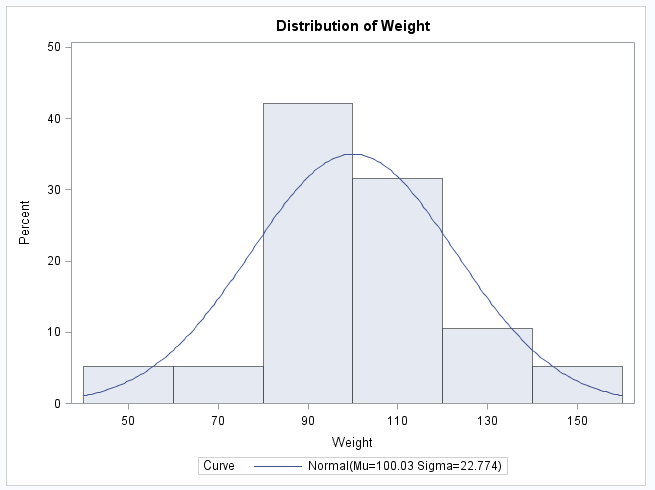 Distribution of Weight
50
40
30
20
10
0
Percent
50 70 90 110 130 150
Weight
Curve Normal(Mu=100.03 Sigma=22.774)